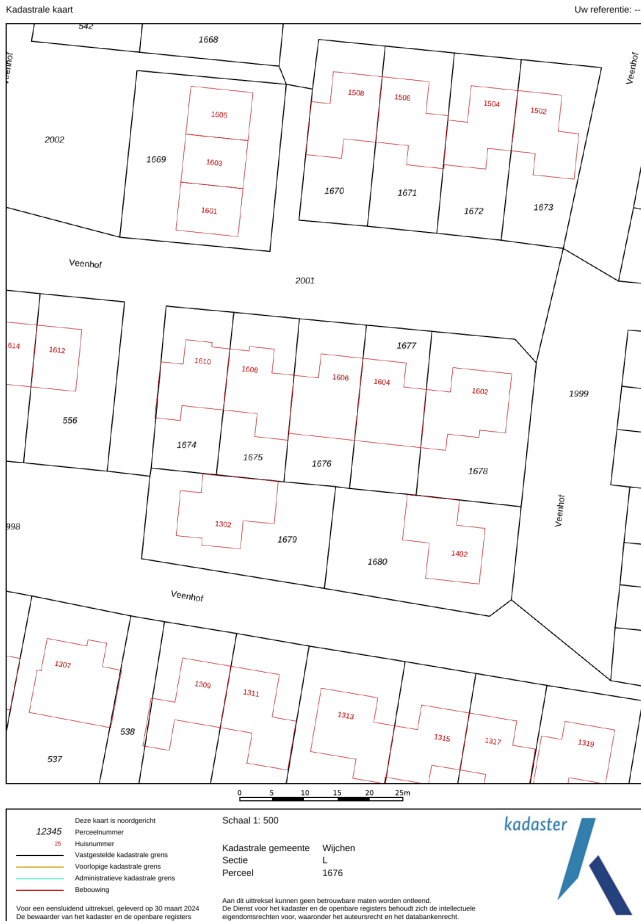 Kadastrale kaart
Uw referentie: --
542
1668
Veenhof
Veenhof
2002
1669
1605
1603
1601
1508
1506
1504
1502
1670
1671
1672
1673
Veenhof
2001
1677
614
1612
1610
1608
1606
1604
1602
1999
556
1674
1675
1676
1678
Veenhof
998
1302
1679
1680
1402
Veenhof
1307
1309
1311
1313
1315
1317
1319
538
537
0 5 10 15 20 25m
Deze kaart is noordgericht
12345 Perceelnummer
25 Huisnummer
Vastgestelde kadastrale grens
Voorlopige kadastrale grens
Administratieve kadastrale grens
Bebouwing
Voor een eensluidend uittreksel, geleverd op 30 maart 2024
De bewaarder van het kadaster en de openbare registers
Schaal 1: 500
Kadastrale gemeente Wijchen
Sectie L
Perceel 1676
Aan dit uittreksel kunnen geen betrouwbare maten worden ontleend.
De Dienst voor het kadaster en de openbare registers behoudt zich de intellectuele
eigendomsrechten voor, waaronder het auteursrecht en het databankenrecht.
kadaster